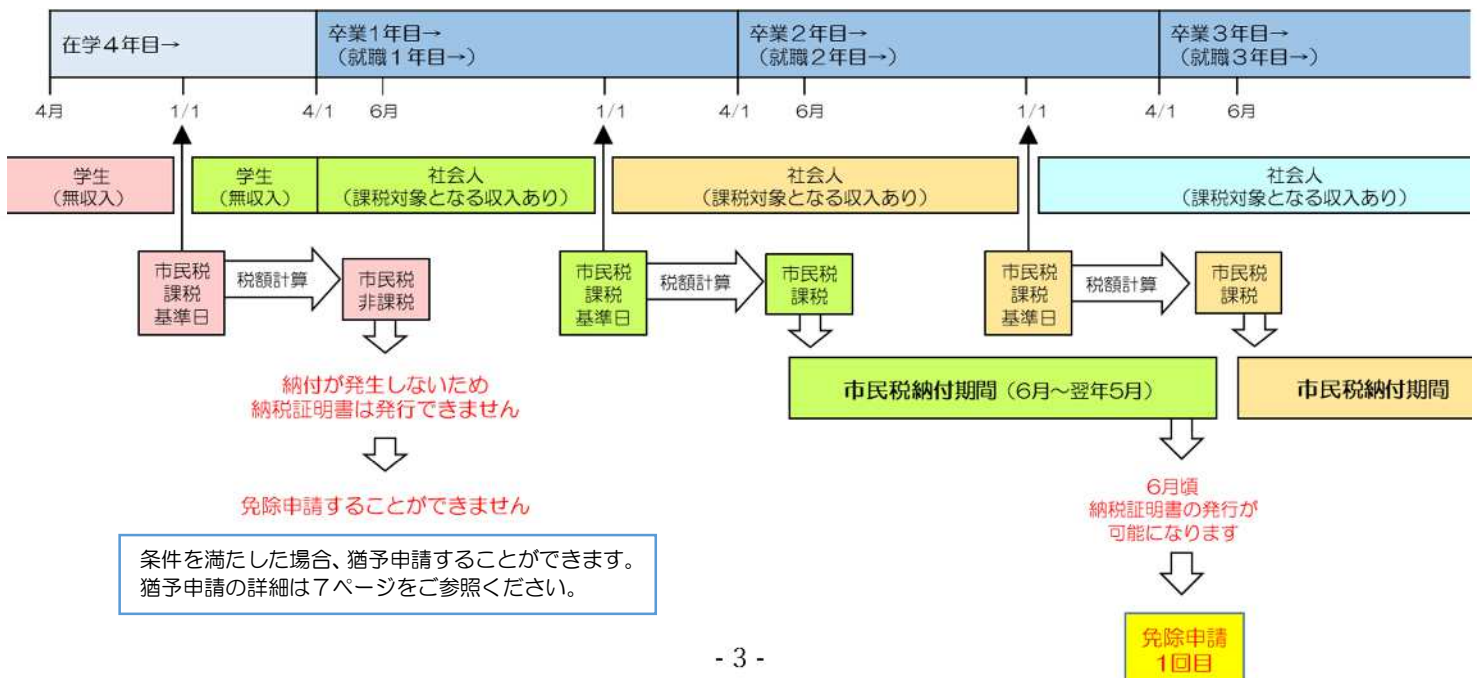 在学4年目→
卒業1年目→
（就職1年目→）
卒業2年目→
（就職2年目→）
卒業3年目→
（就職3年目→）
4月
1/1
4/1
6月
1/1
4/1
6月
1/1
4/1
6月
学生
（無収入）
学生
（無収入）
社会人
（課税対象となる収入あり）
社会人
（課税対象となる収入あり）
社会人
（課税対象となる収入あり）
市民税
課税
基準日
税額計算
市民税
非課税
市民税
課税
基準日
税額計算
市民税
課税
市民税
課税
基準日
税額計算
市民税
課税
納付が発生しないため
納税証明書は発行できません
市民税納付期間（6月～翌年5月）
市民税納付期間
免除申請することができません
6月頃
納税証明書の発行が
可能になります
条件を満たした場合、猶予申請することができます。
猶予申請の詳細は7ページをご参照ください。
免除申請
1回目
- 3 -